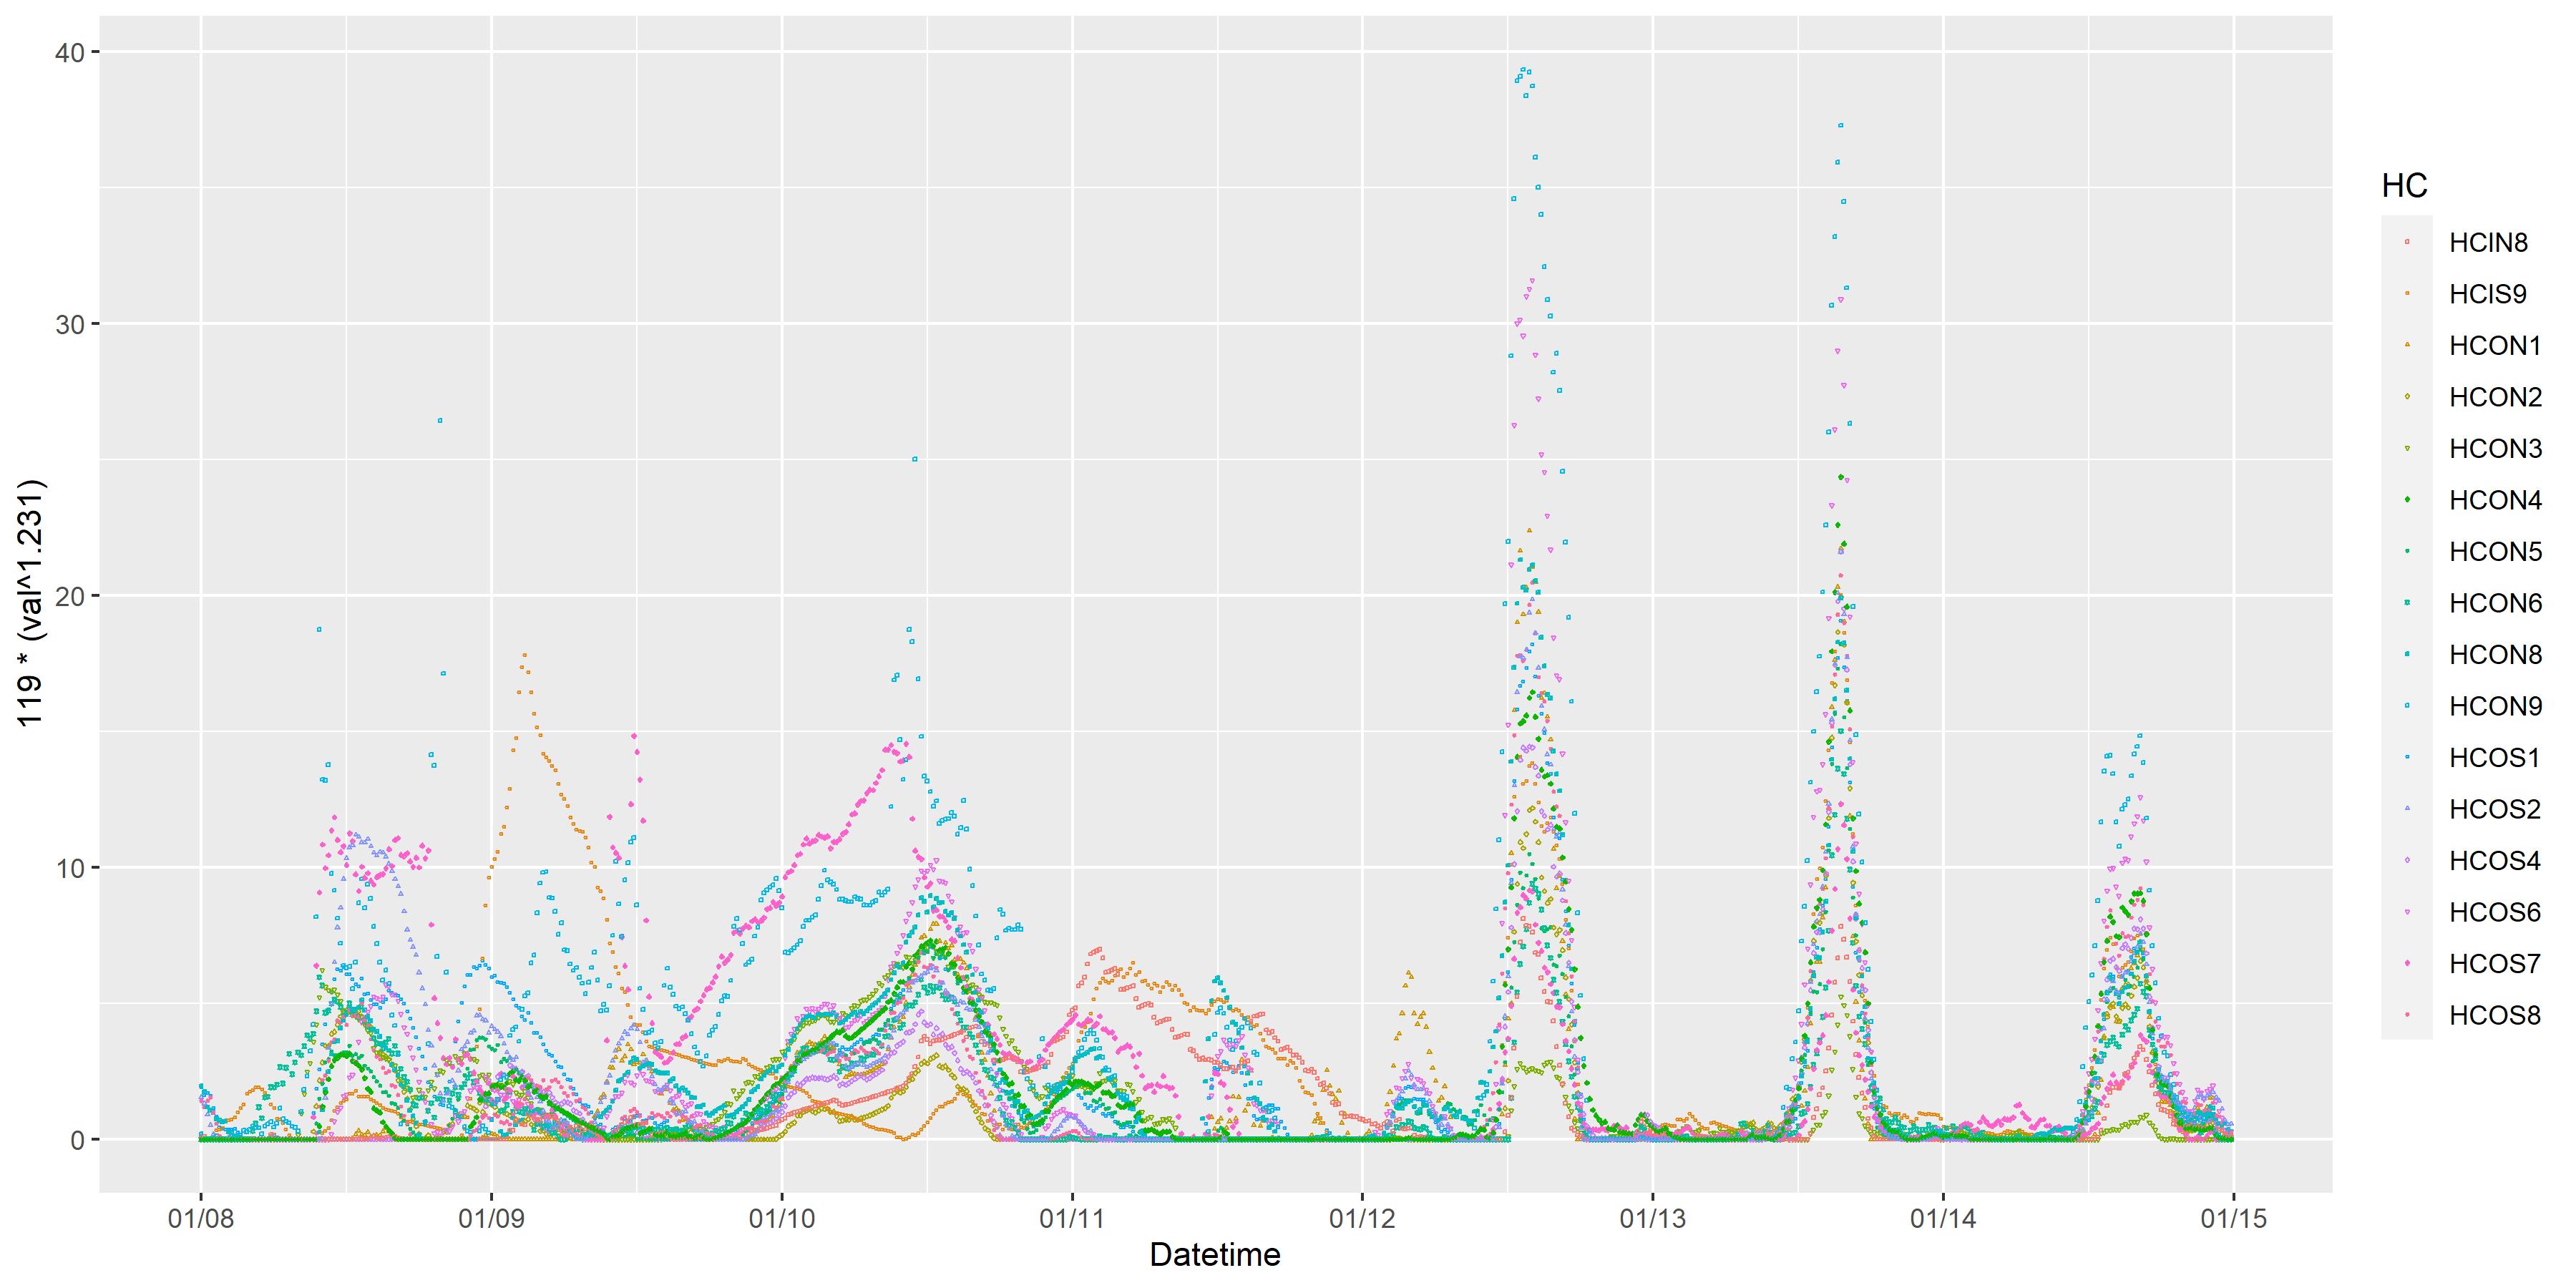 40
30
20
10
0
119 * (val^1.231)
01/08 01/09 01/10 01/11 01/12 01/13 01/14 01/15
Datetime
HC
HCIN8
HCIS9
HCON1
HCON2
HCON3
HCON4
HCON5
HCON6
HCON8
HCON9
HCOS1
HCOS2
HCOS4
HCOS6
HCOS7
HCOS8